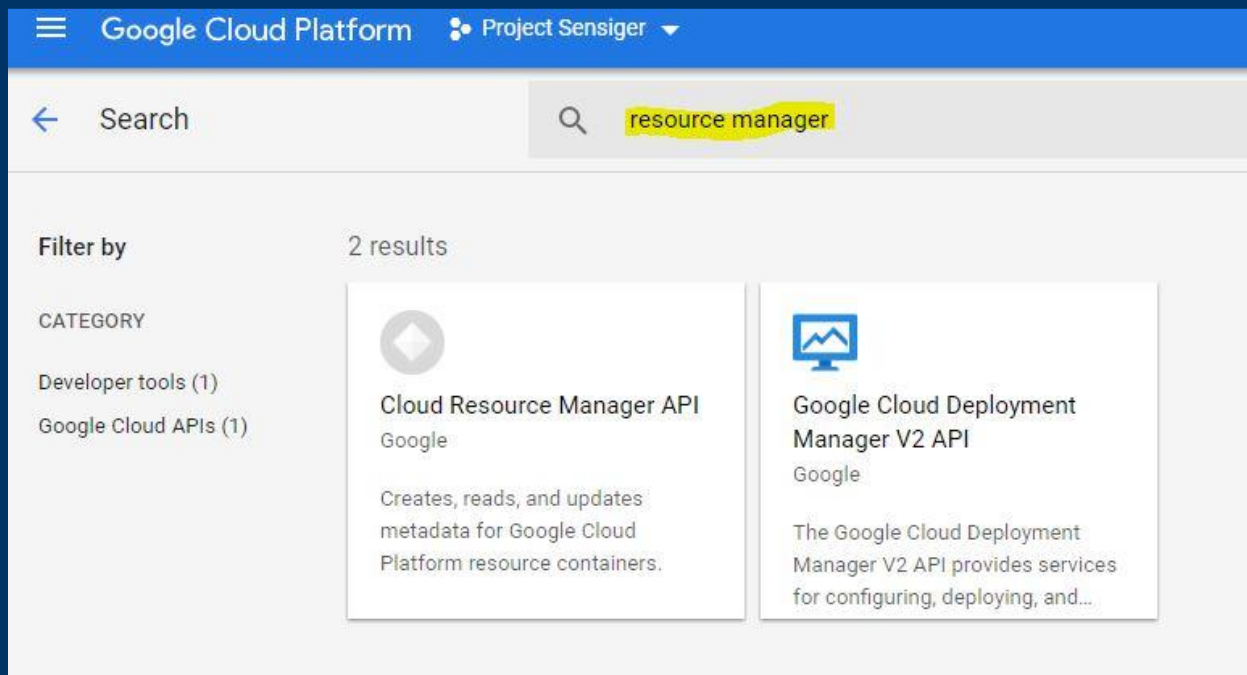 Google Cloud Platform Project Sensiger
Search
resource manager
Filter by
2 results
CATEGORY
Developer tools (1)
Google Cloud APIs (1)
Cloud Resource Manager API
Google
Creates, reads, and updates
metadata for Google Cloud
Platform resource containers.
Google Cloud Deployment
Manager V2 API
Google
The Google Cloud Deployment
Manager V2 API provides services
for configuring, deploying, and...